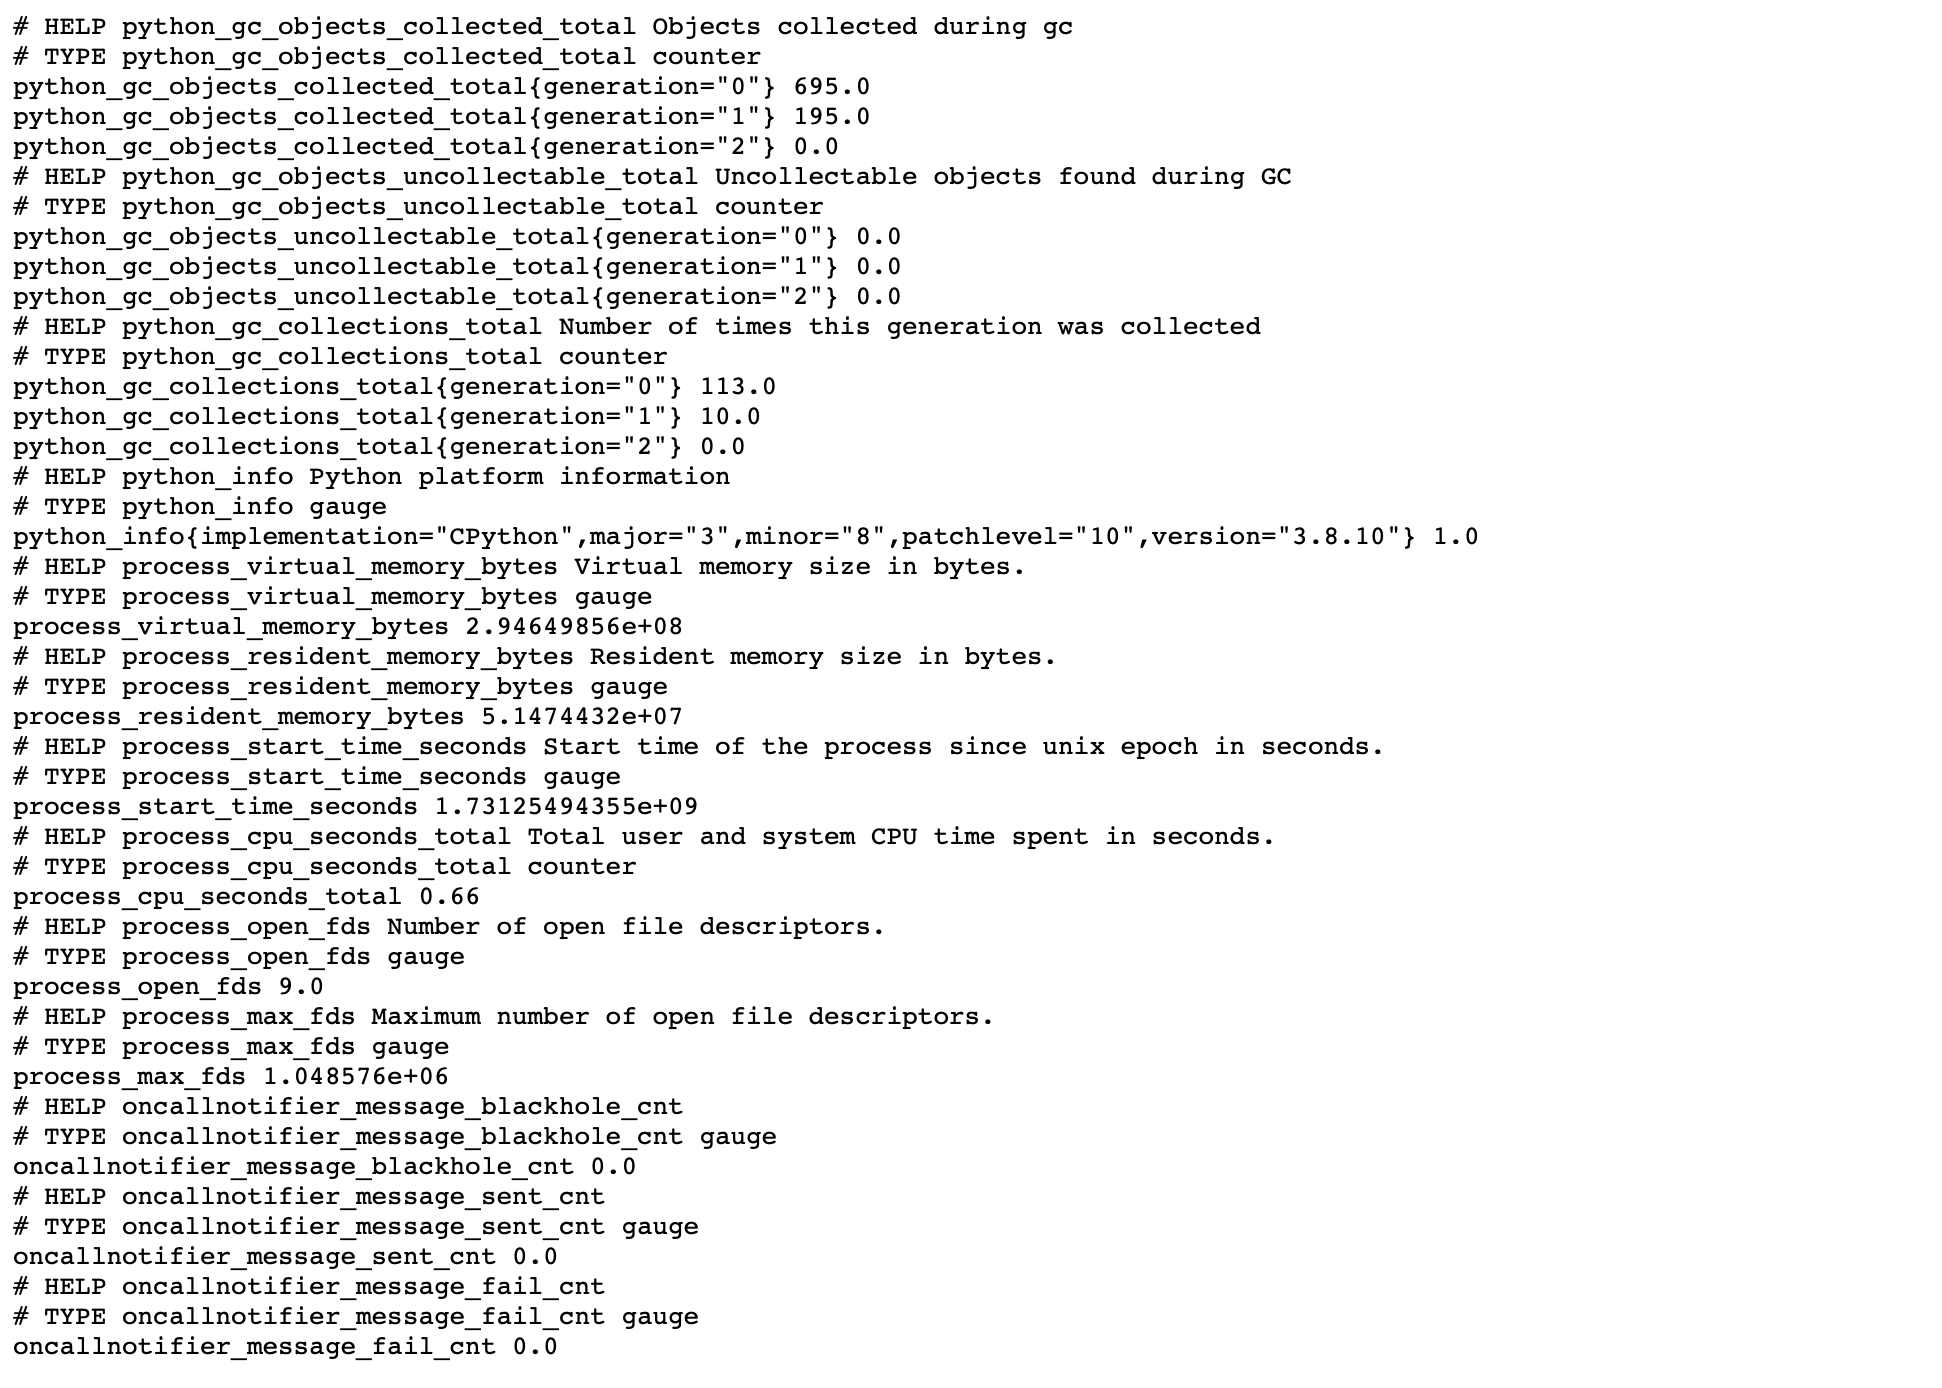 # HELP python_gc_objects_collected_total Objects collected during gc
# TYPE python_gc_objects_collected_total counter
python_gc_objects_collected_total{generation="0"} 695.0
python_gc_objects_collected_total{generation="1"} 195.0
python_gc_objects_collected_total{generation="2"} 0.0
# HELP python_gc_objects_uncollectable_total Uncollectable objects found during GC
# TYPE python_gc_objects_uncollectable_total counter
python_gc_objects_uncollectable_total{generation="0"} 0.0
python_gc_objects_uncollectable_total{generation="1"} 0.0
python_gc_objects_uncollectable_total{generation="2"} 0.0
# HELP python_gc_collections_total Number of times this generation was collected
# TYPE python_gc_collections_total counter
python_gc_collections_total{generation="0"} 113.0
python_gc_collections_total{generation="1"} 10.0
python_gc_collections_total{generation="2"} 0.0
# HELP python_info Python platform information
# TYPE python_info gauge
python_info{implementation="CPython",major="3",minor="8",patchlevel="10",version="3.8.10"} 1.0
# HELP process_virtual_memory_bytes Virtual memory size in bytes.
# TYPE process_virtual_memory_bytes gauge
process_virtual_memory_bytes 2.94649856e+08
# HELP process_resident_memory_bytes Resident memory size in bytes.
# TYPE process_resident_memory_bytes gauge
process_resident_memory_bytes 5.1474432e+07
# HELP process_start_time_seconds Start time of the process since unix epoch in seconds.
# TYPE process_start_time_seconds gauge
process_start_time_seconds 1.73125494355e+09
# HELP process_cpu_seconds_total Total user and system CPU time spent in seconds.
# TYPE process_cpu_seconds_total counter
process_cpu_seconds_total 0.66
# HELP process_open_fds Number of open file descriptors.
# TYPE process_open_fds gauge
process_open_fds 9.0
# HELP process_max_fds Maximum number of open file descriptors.
# TYPE process_max_fds gauge
process_max_fds 1.048576e+06
# HELP oncallnotifier_message_blackhole_cnt
# TYPE oncallnotifier_message_blackhole_cnt gauge
oncallnotifier_message_blackhole_cnt 0.0
# HELP oncallnotifier_message_sent_cnt
# TYPE oncallnotifier_message_sent_cnt gauge
oncallnotifier_message_sent_cnt 0.0
# HELP oncallnotifier_message_fail_cnt
# TYPE oncallnotifier_message_fail_cnt gauge
oncallnotifier_message_fail_cnt 0.0